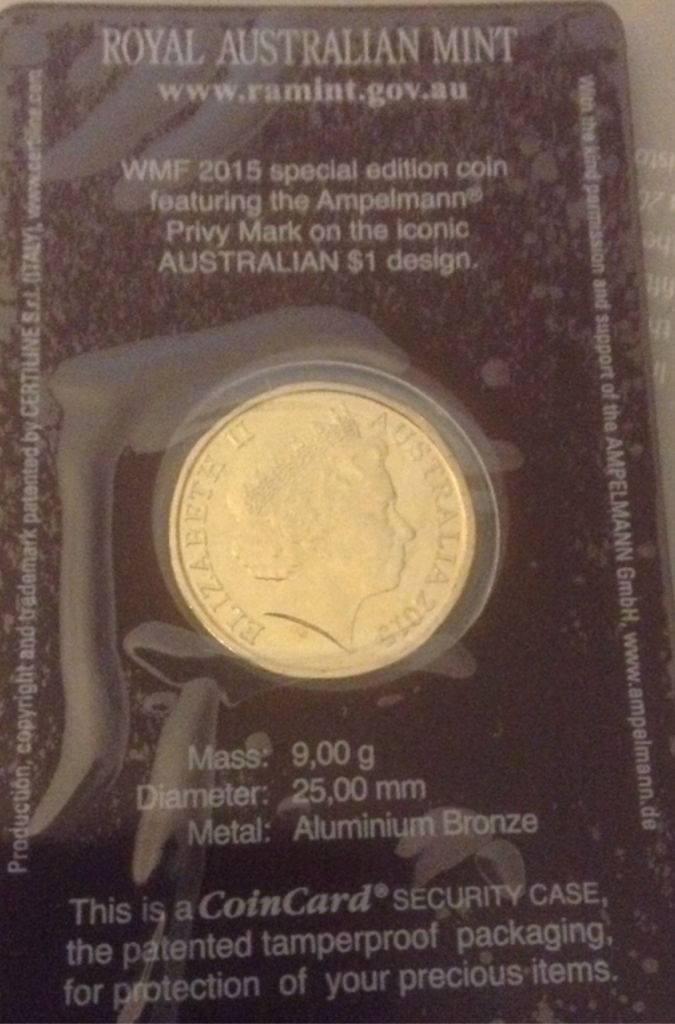 ROYAL AUSTRALIAN MINT
www.ramint.gov.au
WMF 2015 special edition coin
featuring the Ampelmann®
Privy Mark on the iconic
AUSTRALIAN $1 design.
Production, copyright and trademark patented by CERTILINE S.r.l. (ITALY), www.certiline.com
With the kind permission and support of the AMPELMANN GmbH, www.ampelmann.de
ELIZABETH II
AUSTRALIA 2015
Mass: 9,00 g
Diameter: 25,00 mm
Metal: Aluminium Bronze
This is a CoinCard® SECURITY CASE,
the patented tamperproof packaging,
for protection of your precious items.